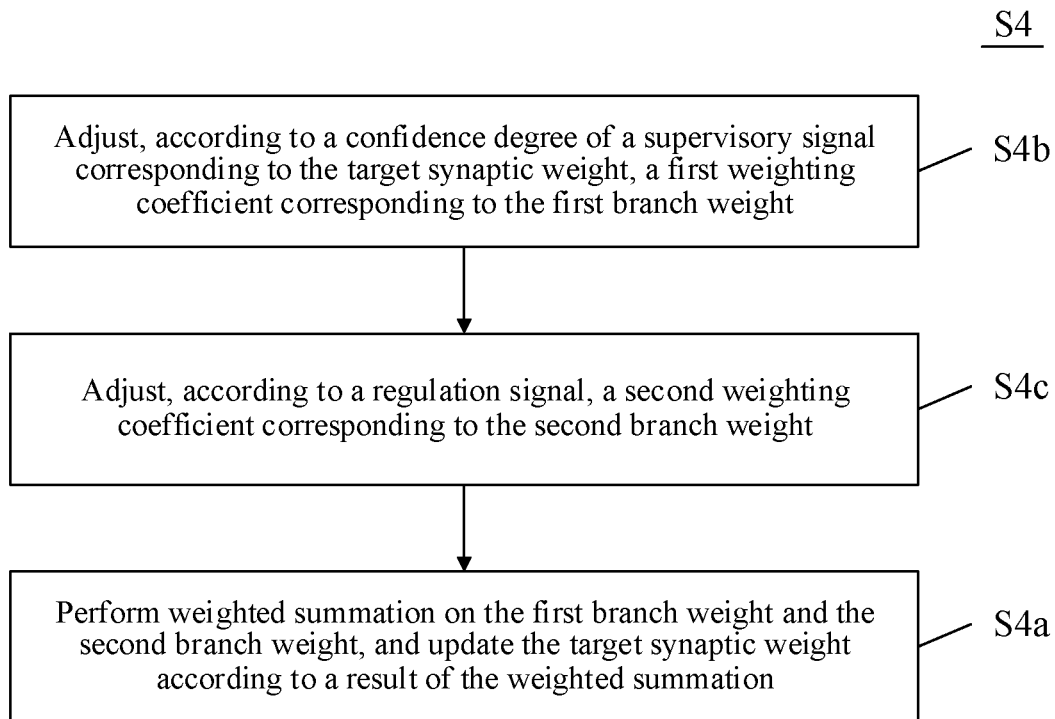 S4
Adjust, according to a confidence degree of a supervisory signal
corresponding to the target synaptic weight, a first weighting
coefficient corresponding to the first branch weight
S4b
Adjust, according to a regulation signal, a second weighting
coefficient corresponding to the second branch weight
S4c
Perform weighted summation on the first branch weight and the
second branch weight, and update the target synaptic weight
according to a result of the weighted summation
S4a